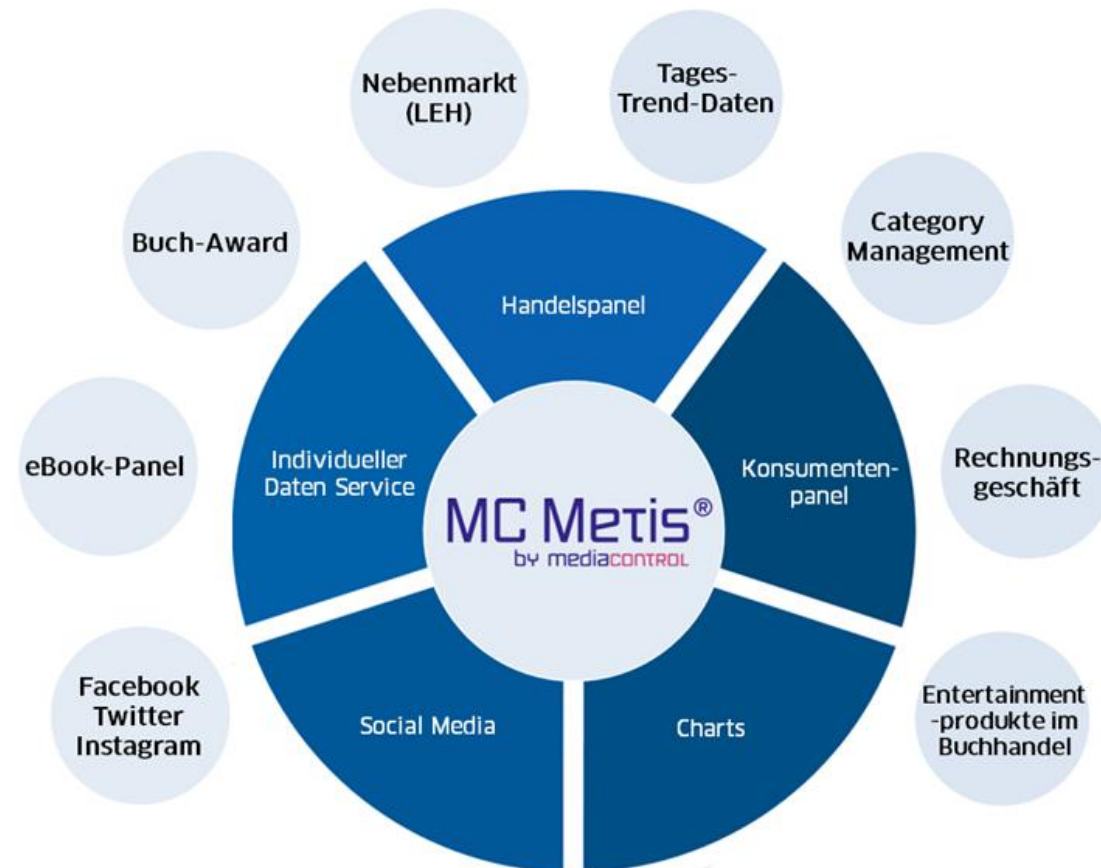 Nebenmarkt
(LEH)
Tages-
Trend-Daten
Buch-Award
Category
Management
Handelspanel
eBook-Panel
Individueller
Daten Service
Konsumenten-
panel
Rechnungs-
geschäft
MC Metis®
by mediacontrol
Facebook
Twitter
Instagram
Social Media
Charts
Entertainment
-produkte im
Buchhandel